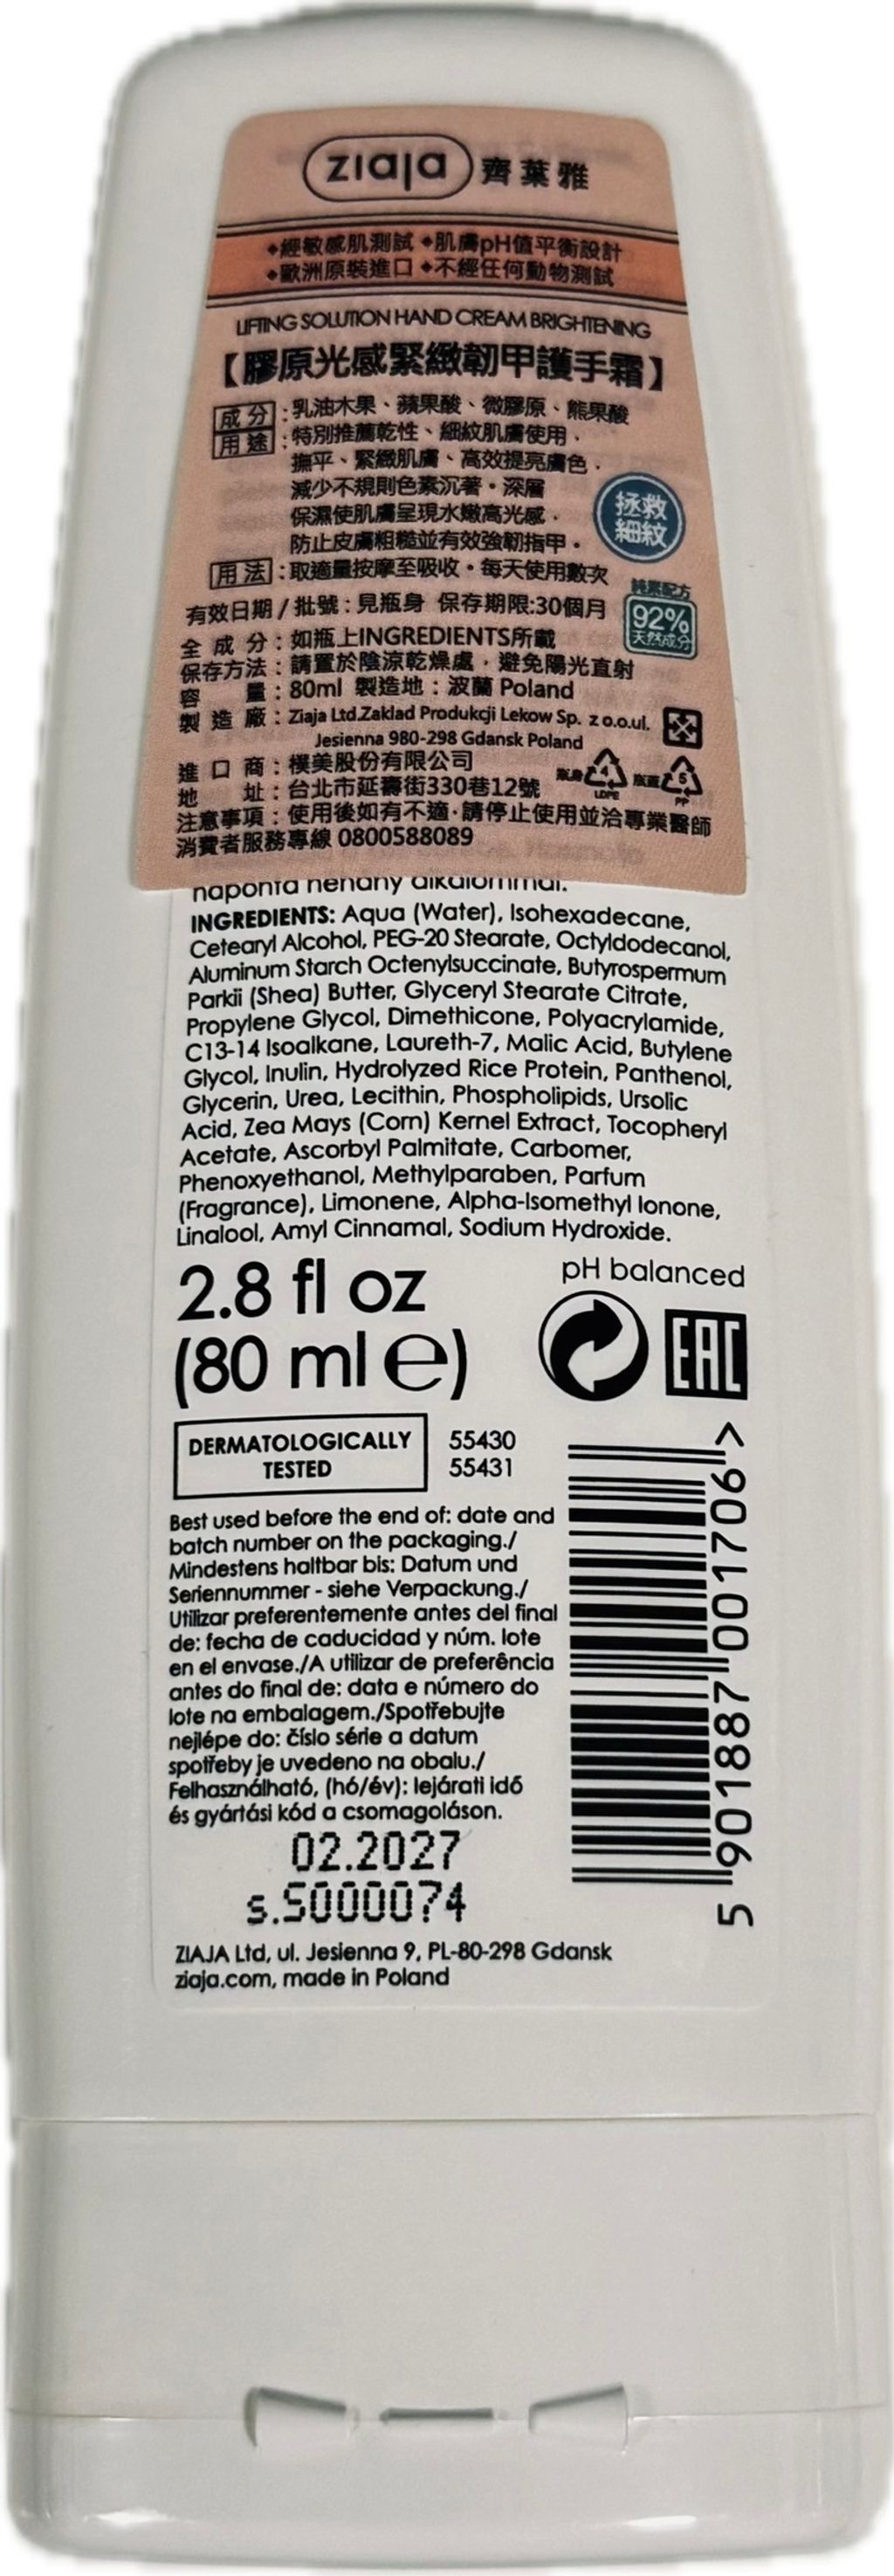 ziaja 齊葉雅
◆經敏感肌測試 ◆肌膚pH值平衡設計
◆歐洲原裝進口 ◆不經任何動物測試
LIFTING SOLUTION HAND CREAM BRIGHTENING
【膠原光感緊緻韌甲護手霜】
成分：乳油木果、蘋果酸、微膠原、熊果酸
用途：特別推薦乾性、細紋肌膚使用，
撫平、緊緻肌膚、高效提亮膚色，
減少不規則色素沉著。深層
保濕使肌膚呈現水嫩高光感，
防止皮膚粗糙並有效強韌指甲。
拯救
細紋
用法：取適量按摩至吸收。每天使用數次
有效日期/批號：見瓶身 保存期限:30個月
純素配方
92%
天然成分
全成分：如瓶上INGREDIENTS所載
保存方法：請置於陰涼乾燥處，避免陽光直射
容量：80ml 製造地：波蘭 Poland
製造廠：Ziaja Ltd.Zaklad Produkcji Lekow Sp. z o.o.ul.
Jesienna 980-298 Gdansk Poland
進口商：樸美股份有限公司
地址：台北市延壽街330巷12號
瓶身 4 LDPE 瓶蓋 5 PP
注意事項：使用後如有不適，請停止使用並洽專業醫師
消費者服務專線 0800588089
naponta néhány alkalommal.
INGREDIENTS: Aqua (Water), Isohexadecane,
Cetearyl Alcohol, PEG-20 Stearate, Octyldodecanol,
Aluminum Starch Octenylsuccinate, Butyrospermum
Parkii (Shea) Butter, Glyceryl Stearate Citrate,
Propylene Glycol, Dimethicone, Polyacrylamide,
C13-14 Isoalkane, Laureth-7, Malic Acid, Butylene
Glycol, Inulin, Hydrolyzed Rice Protein, Panthenol,
Glycerin, Urea, Lecithin, Phospholipids, Ursolic
Acid, Zea Mays (Corn) Kernel Extract, Tocopheryl
Acetate, Ascorbyl Palmitate, Carbomer,
Phenoxyethanol, Methylparaben, Parfum
(Fragrance), Limonene, Alpha-Isomethyl Ionone,
Linalool, Amyl Cinnamal, Sodium Hydroxide.
2.8 fl oz
(80 ml e)
pH balanced
EAC
DERMATOLOGICALLY
TESTED
55430
55431
Best used before the end of: date and
batch number on the packaging./
Mindestens haltbar bis: Datum und
Seriennummer - siehe Verpackung./
Utilizar preferentemente antes del final
de: fecha de caducidad y núm. lote
en el envase./A utilizar de preferência
antes do final de: data e número do
lote na embalagem./Spotřebujte
nejlépe do: číslo série a datum
spotřeby je uvedeno na obalu./
Felhasználható, (hó/év): lejárati idő
és gyártási kód a csomagoláson.
5 901887 001706 >
02.2027
s.S000074
ZIAJA Ltd, ul. Jesienna 9, PL-80-298 Gdansk
ziaja.com, made in Poland